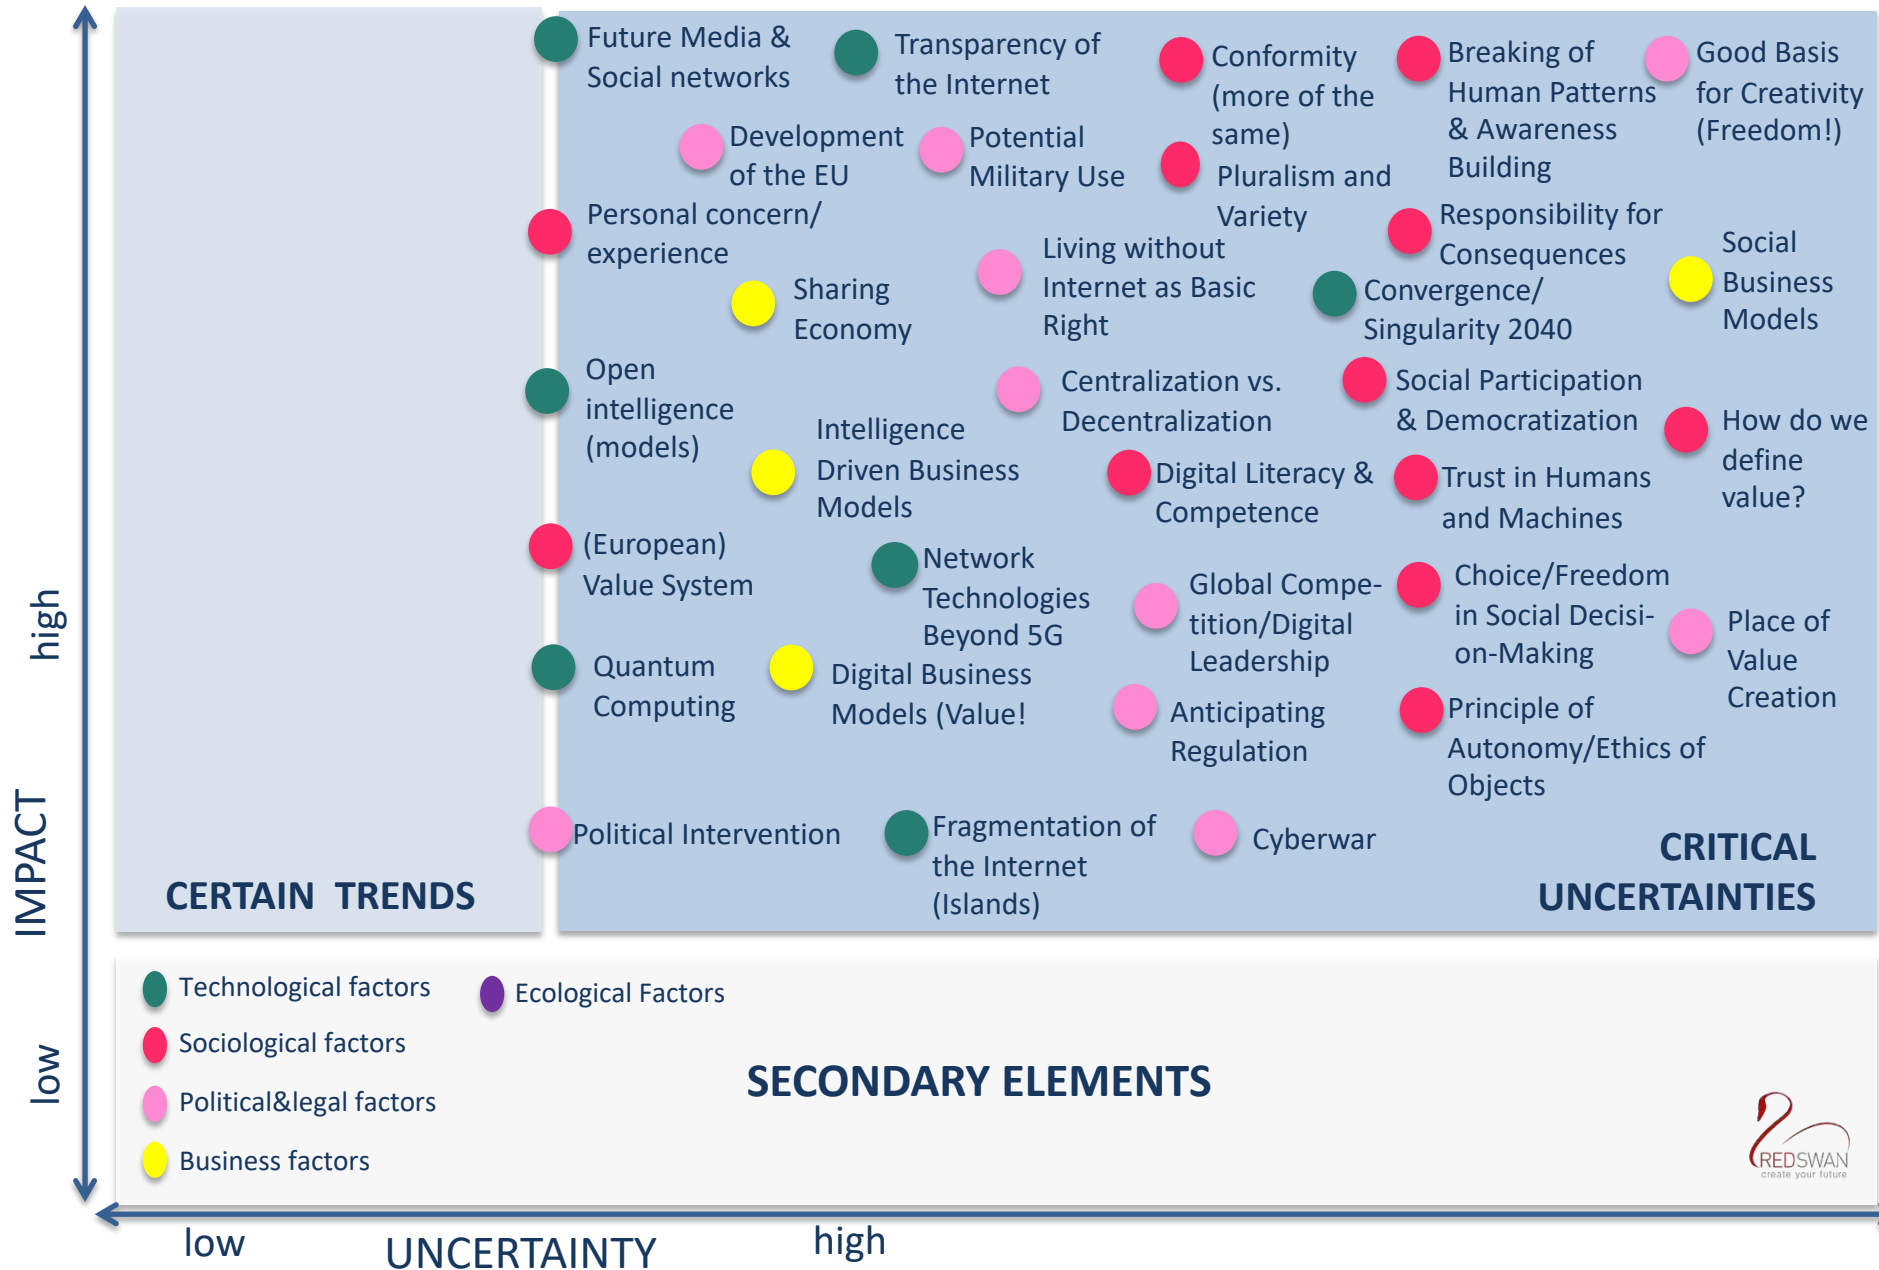 Future Media &
Social networks
Transparency of
the Internet
Conformity
(more of the
same)
Breaking of
Human Patterns
& Awareness
Building
Good Basis
for Creativity
(Freedom!)
Development
of the EU
Potential
Military Use
Pluralism and
Variety
Personal concern/
experience
Living without
Internet as Basic
Right
Responsibility for
Consequences
Social
Business
Models
Sharing
Economy
Convergence/
Singularity 2040
Open
intelligence
(models)
Centralization vs.
Decentralization
Social Participation
& Democratization
How do we
define
value?
Intelligence
Driven Business
Models
Digital Literacy &
Competence
Trust in Humans
and Machines
(European)
Value System
Network
Technologies
Beyond 5G
Global Compe-
tition/Digital
Leadership
Choice/Freedom
in Social Decisi-
on-Making
Place of
Value
Creation
Quantum
Computing
Digital Business
Models (Value!
Anticipating
Regulation
Principle of
Autonomy/Ethics of
Objects
Political Intervention
Fragmentation of
the Internet
(Islands)
Cyberwar
CERTAIN TRENDS
CRITICAL
UNCERTAINTIES
high
IMPACT
low
Technological factors
Ecological Factors
Sociological factors
Political&legal factors
Business factors
SECONDARY ELEMENTS
REDSWAN
create your future
low
UNCERTAINTY
high